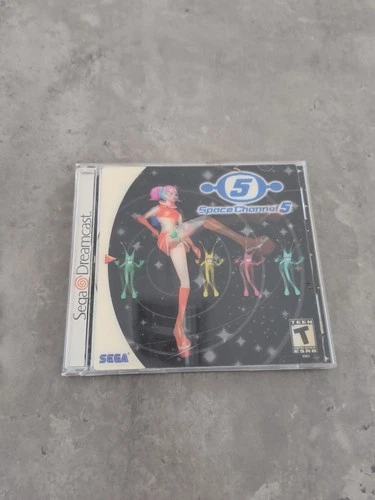 Sega Dreamcast
5
Space Channel 5
SEGA
TEEN
T
ESRB